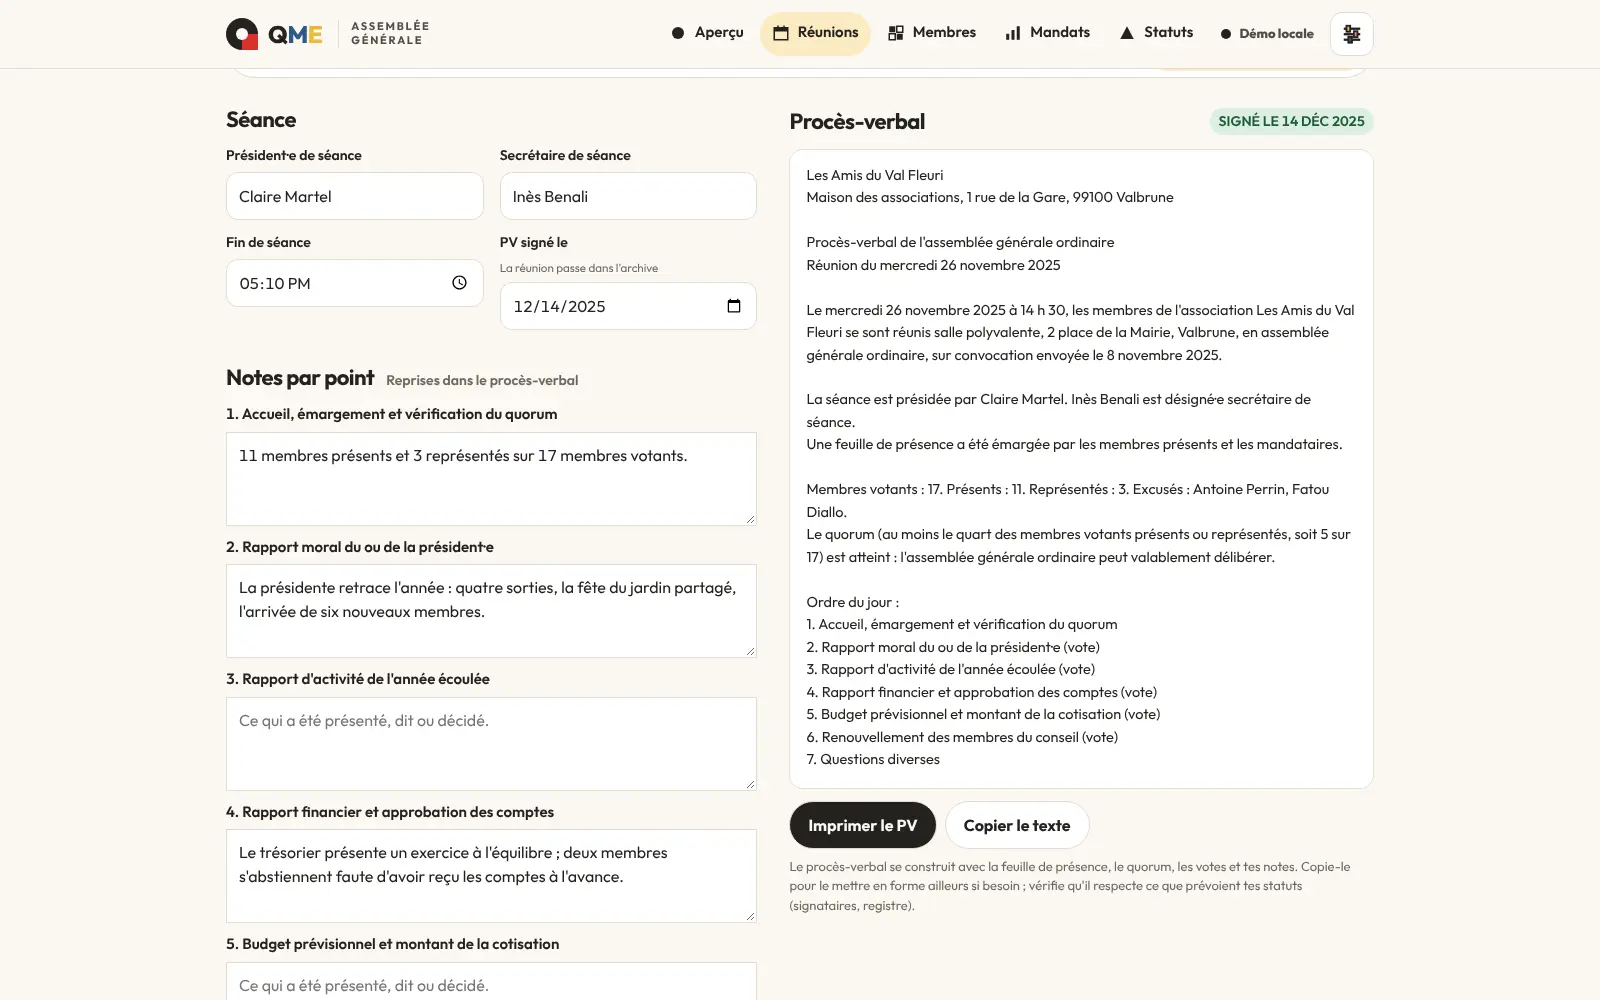 QME
ASSEMBLÉE
GÉNÉRALE
Aperçu
Réunions
Membres
Mandats
Statuts
Démo locale
Séance
Président·e de séance
Secrétaire de séance
Claire Martel
Inès Benali
Fin de séance
PV signé le
La réunion passe dans l'archive
05:10 PM
12/14/2025
Notes par point
Reprises dans le procès-verbal
1. Accueil, émargement et vérification du quorum
11 membres présents et 3 représentés sur 17 membres votants.
2. Rapport moral du ou de la président·e
La présidente retrace l'année : quatre sorties, la fête du jardin partagé,
l'arrivée de six nouveaux membres.
3. Rapport d'activité de l'année écoulée
Ce qui a été présenté, dit ou décidé.
4. Rapport financier et approbation des comptes
Le trésorier présente un exercice à l'équilibre ; deux membres
s'abstiennent faute d'avoir reçu les comptes à l'avance.
5. Budget prévisionnel et montant de la cotisation
Ce qui a été présenté, dit ou décidé.
Procès-verbal
SIGNÉ LE 14 DÉC 2025
Les Amis du Val Fleuri
Maison des associations, 1 rue de la Gare, 99100 Valbrune
Procès-verbal de l'assemblée générale ordinaire
Réunion du mercredi 26 novembre 2025
Le mercredi 26 novembre 2025 à 14 h 30, les membres de l'association Les Amis du Val
Fleuri se sont réunis salle polyvalente, 2 place de la Mairie, Valbrune, en assemblée
générale ordinaire, sur convocation envoyée le 8 novembre 2025.
La séance est présidée par Claire Martel. Inès Benali est désigné·e secrétaire de
séance.
Une feuille de présence a été émargée par les membres présents et les mandataires.
Membres votants : 17. Présents : 11. Représentés : 3. Excusés : Antoine Perrin, Fatou
Diallo.
Le quorum (au moins le quart des membres votants présents ou représentés, soit 5 sur
17) est atteint : l'assemblée générale ordinaire peut valablement délibérer.
Ordre du jour :
1. Accueil, émargement et vérification du quorum
2. Rapport moral du ou de la président·e (vote)
3. Rapport d'activité de l'année écoulée (vote)
4. Rapport financier et approbation des comptes (vote)
5. Budget prévisionnel et montant de la cotisation (vote)
6. Renouvellement des membres du conseil (vote)
7. Questions diverses
Imprimer le PV
Copier le texte
Le procès-verbal se construit avec la feuille de présence, le quorum, les votes et tes notes. Copie-le
pour le mettre en forme ailleurs si besoin ; vérifie qu'il respecte ce que prévoient tes statuts
(signataires, registre).